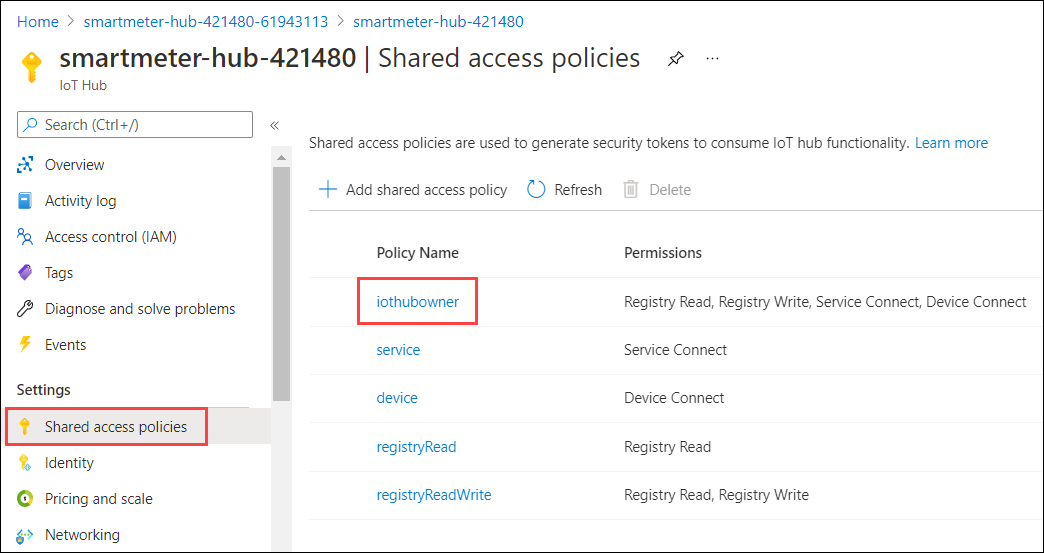 Home > smartmeter-hub-421480-61943113 > smartmeter-hub-421480
smartmeter-hub-421480 | Shared access policies ...
IoT Hub
Search (Ctrl+/) «
Overview
Activity log
Access control (IAM)
Tags
Diagnose and solve problems
Events
Settings
Shared access policies
Identity
Pricing and scale
Networking
Shared access policies are used to generate security tokens to consume IoT hub functionality. Learn more
Add shared access policy Refresh Delete
Policy Name Permissions
iothubowner Registry Read, Registry Write, Service Connect, Device Connect
service Service Connect
device Device Connect
registryRead Registry Read
registryReadWrite Registry Read, Registry Write